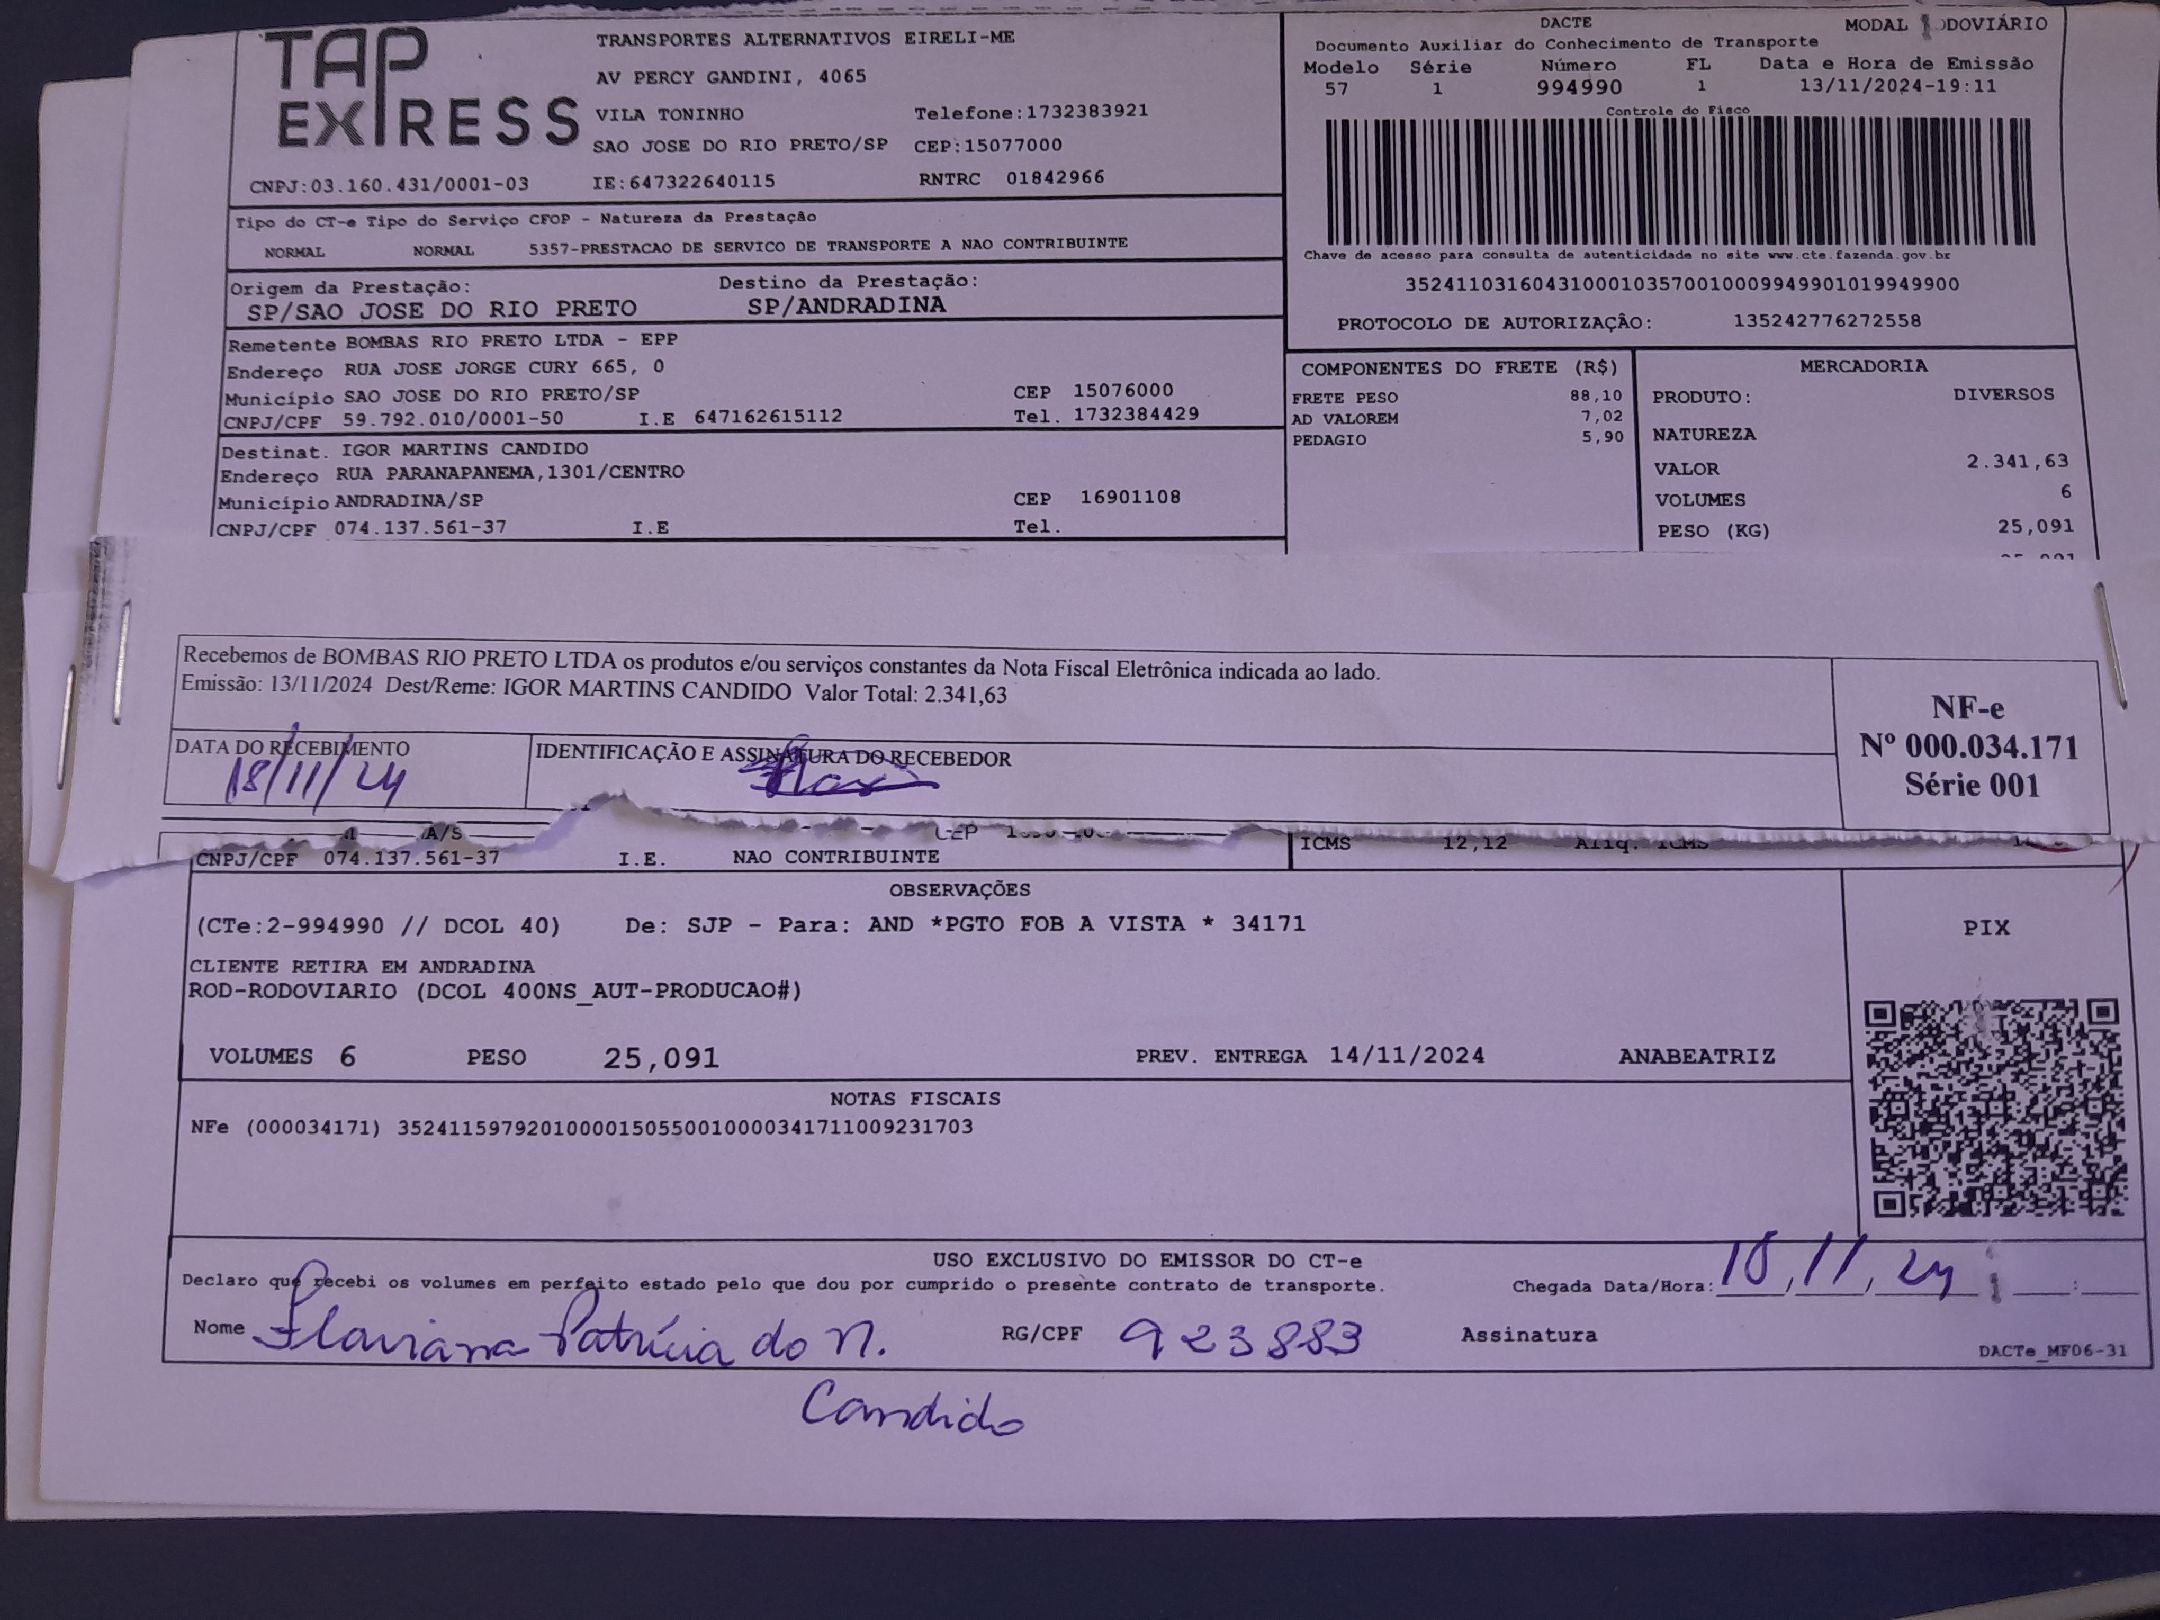 TAP EXPRESS
TRANSPORTES ALTERNATIVOS EIRELI-ME
AV PERCY GANDINI, 4065
VILA TONINHO Telefone:1732383921
SAO JOSE DO RIO PRETO/SP CEP:15077000
CNPJ:03.160.431/0001-03 IE:647322640115 RNTRC 01842966
DACTE MODAL DOVIÁRIO
Documento Auxiliar do Conhecimento de Transporte
Modelo Série Número FL Data e Hora de Emissão
57 1 994990 1 13/11/2024-19:11
Controle do Fisco
Chave de acesso para consulta de autenticidade no site www.cte.fazenda.gov.br
35241103160431000103570010009949901019949900
PROTOCOLO DE AUTORIZAÇÃO: 135242776272558
Tipo do CT-e Tipo do Serviço CFOP - Natureza da Prestação
NORMAL NORMAL 5357-PRESTACAO DE SERVICO DE TRANSPORTE A NAO CONTRIBUINTE
Origem da Prestação: Destino da Prestação:
SP/SAO JOSE DO RIO PRETO SP/ANDRADINA
Remetente BOMBAS RIO PRETO LTDA - EPP
Endereço RUA JOSE JORGE CURY 665, 0
Município SAO JOSE DO RIO PRETO/SP CEP 15076000
CNPJ/CPF 59.792.010/0001-50 I.E 647162615112 Tel. 1732384429
Destinat. IGOR MARTINS CANDIDO
Endereço RUA PARANAPANEMA,1301/CENTRO
Município ANDRADINA/SP CEP 16901108
CNPJ/CPF 074.137.561-37 I.E Tel.
COMPONENTES DO FRETE (R$)
FRETE PESO 88,10
AD VALOREM 7,02
PEDAGIO 5,90
MERCADORIA
PRODUTO: DIVERSOS
NATUREZA
VALOR 2.341,63
VOLUMES 6
PESO (KG) 25,091
Recebemos de BOMBAS RIO PRETO LTDA os produtos e/ou serviços constantes da Nota Fiscal Eletrônica indicada ao lado.
Emissão: 13/11/2024 Dest/Reme: IGOR MARTINS CANDIDO Valor Total: 2.341,63
DATA DO RECEBIMENTO IDENTIFICAÇÃO E ASSINATURA DO RECEBEDOR
18/11/24
NF-e
Nº 000.034.171
Série 001
CNPJ/CPF 074.137.561-37 I.E. NAO CONTRIBUINTE
ICMS 12,12 Aliq. ICMS
OBSERVAÇÕES
(CTe:2-994990 // DCOL 40) De: SJP - Para: AND *PGTO FOB A VISTA * 34171
CLIENTE RETIRA EM ANDRADINA
ROD-RODOVIARIO (DCOL 400NS_AUT-PRODUCAO#)
VOLUMES 6 PESO 25,091 PREV. ENTREGA 14/11/2024 ANABEATRIZ
PIX
NOTAS FISCAIS
NFe (000034171) 35241159792010000150550010000341711009231703
USO EXCLUSIVO DO EMISSOR DO CT-e
Declaro que recebi os volumes em perfeito estado pelo que dou por cumprido o presente contrato de transporte. Chegada Data/Hora: 18,11,24
Nome Flaviana Patrícia do N. RG/CPF 923883 Assinatura
DACTe_MF06-31
Candido